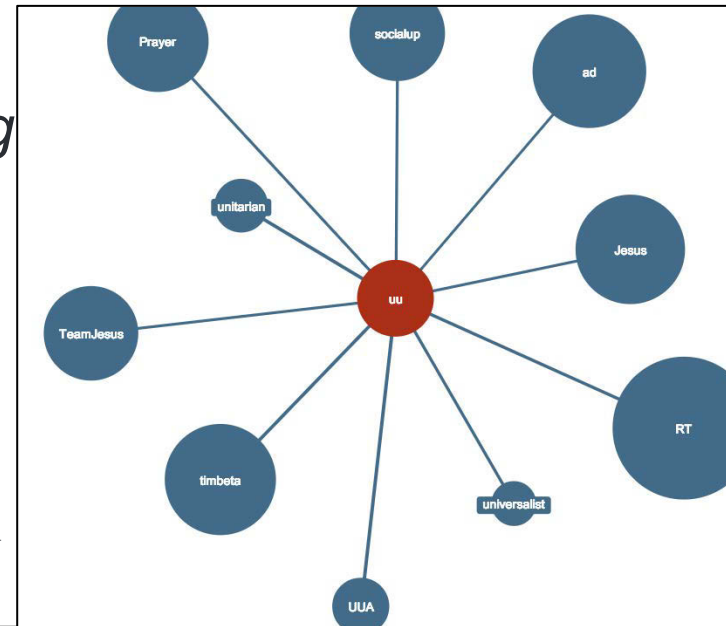 socialup
Prayer
ad
g
unitarian
Jesus
uu
TeamJesus
RT
timbeta
universalist
UUA